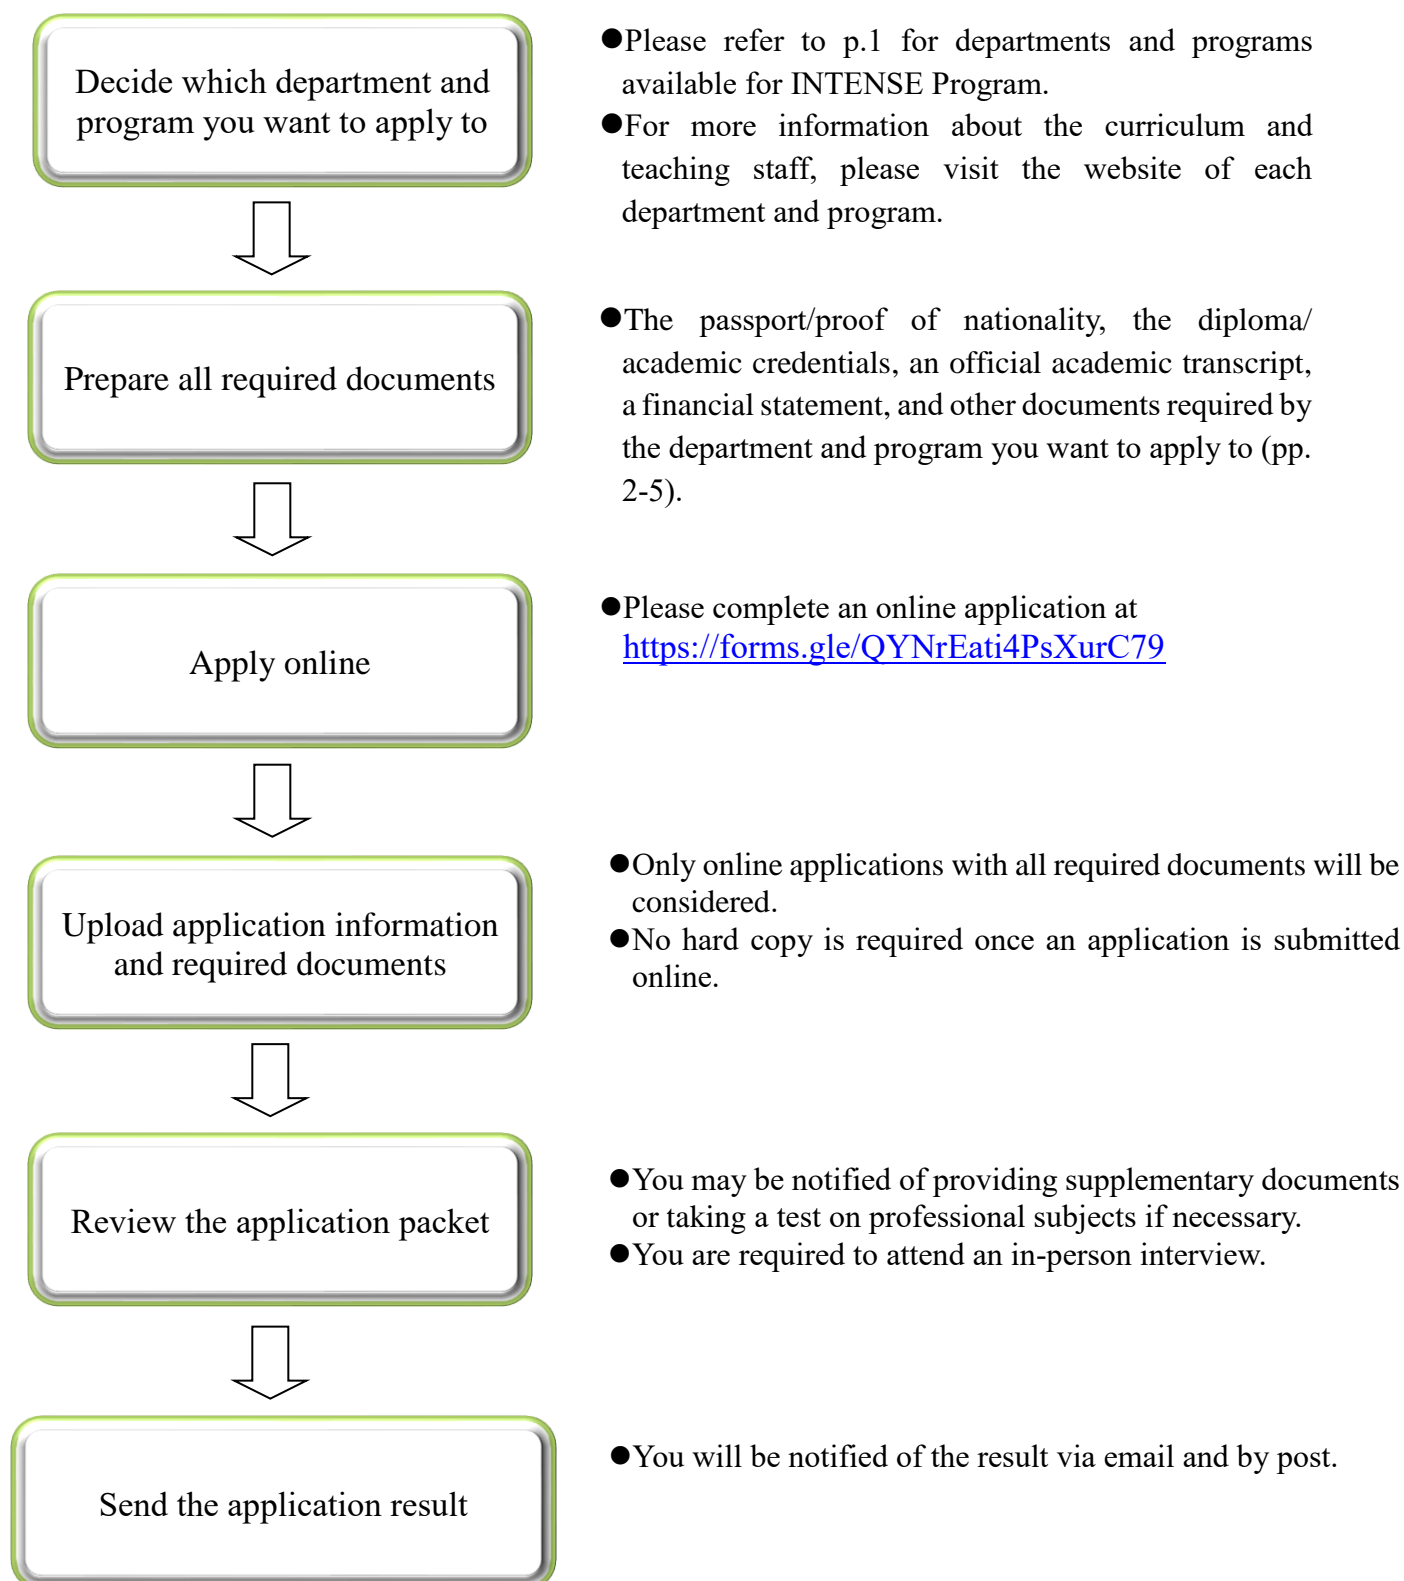 Decide which department and
program you want to apply to
●Please refer to p.1 for departments and programs
available for INTENSE Program.
●For more information about the curriculum and
teaching staff, please visit the website of each
department and program.
Prepare all required documents
●The passport/proof of nationality, the diploma/
academic credentials, an official academic transcript,
a financial statement, and other documents required by
the department and program you want to apply to (pp.
2-5).
Apply online
●Please complete an online application at
https://forms.gle/QYNrEati4PsXurC79
Upload application information
and required documents
●Only online applications with all required documents will be
considered.
●No hard copy is required once an application is submitted
online.
Review the application packet
●You may be notified of providing supplementary documents
or taking a test on professional subjects if necessary.
●You are required to attend an in-person interview.
Send the application result
●You will be notified of the result via email and by post.